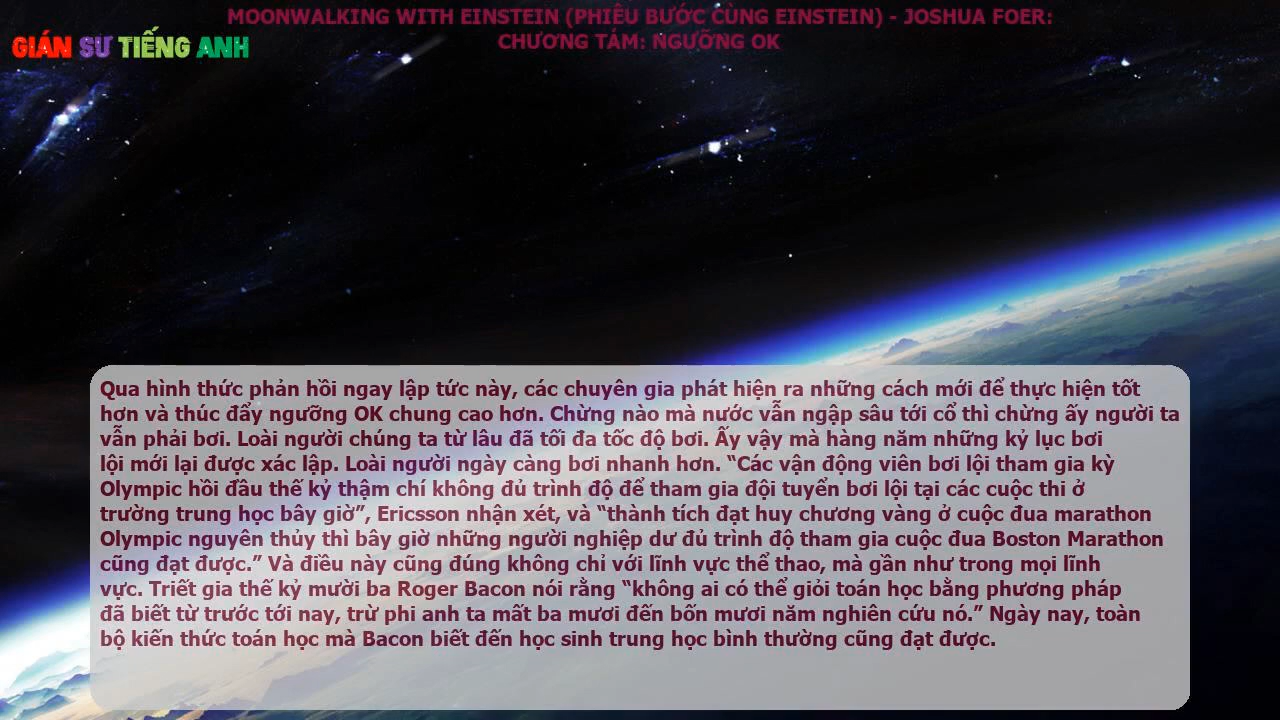 MOONWALKING WITH EINSTEIN (PHIÊU BƯỚC CÙNG EINSTEIN) - JOSHUA FOER:
CHƯƠNG TÁM: NGƯỠNG OK
GIÁN SỨ TIẾNG ANH
Qua hình thức phản hồi ngay lập tức này, các chuyên gia phát hiện ra những cách mới để thực hiện tốt
hơn và thúc đẩy ngưỡng OK chung cao hơn. Chừng nào mà nước vẫn ngập sâu tới cổ thì chừng ấy người ta
vẫn phải bơi. Loài người chúng ta từ lâu đã tối đa tốc độ bơi. Ấy vậy mà hàng năm những kỷ lục bơi
lội mới lại được xác lập. Loài người ngày càng bơi nhanh hơn. “Các vận động viên bơi lội tham gia kỳ
Olympic hồi đầu thế kỷ thậm chí không đủ trình độ để tham gia đội tuyển bơi lội tại các cuộc thi ở
trường trung học bây giờ”, Ericsson nhận xét, và “thành tích đạt huy chương vàng ở cuộc đua marathon
Olympic nguyên thủy thì bây giờ những người nghiệp dư đủ trình độ tham gia cuộc đua Boston Marathon
cũng đạt được.” Và điều này cũng đúng không chỉ với lĩnh vực thể thao, mà gần như trong mọi lĩnh
vực. Triết gia thế kỷ mười ba Roger Bacon nói rằng “không ai có thể giỏi toán học bằng phương pháp
đã biết từ trước tới nay, trừ phi anh ta mất ba mươi đến bốn mươi năm nghiên cứu nó.” Ngày nay, toàn
bộ kiến thức toán học mà Bacon biết đến học sinh trung học bình thường cũng đạt được.